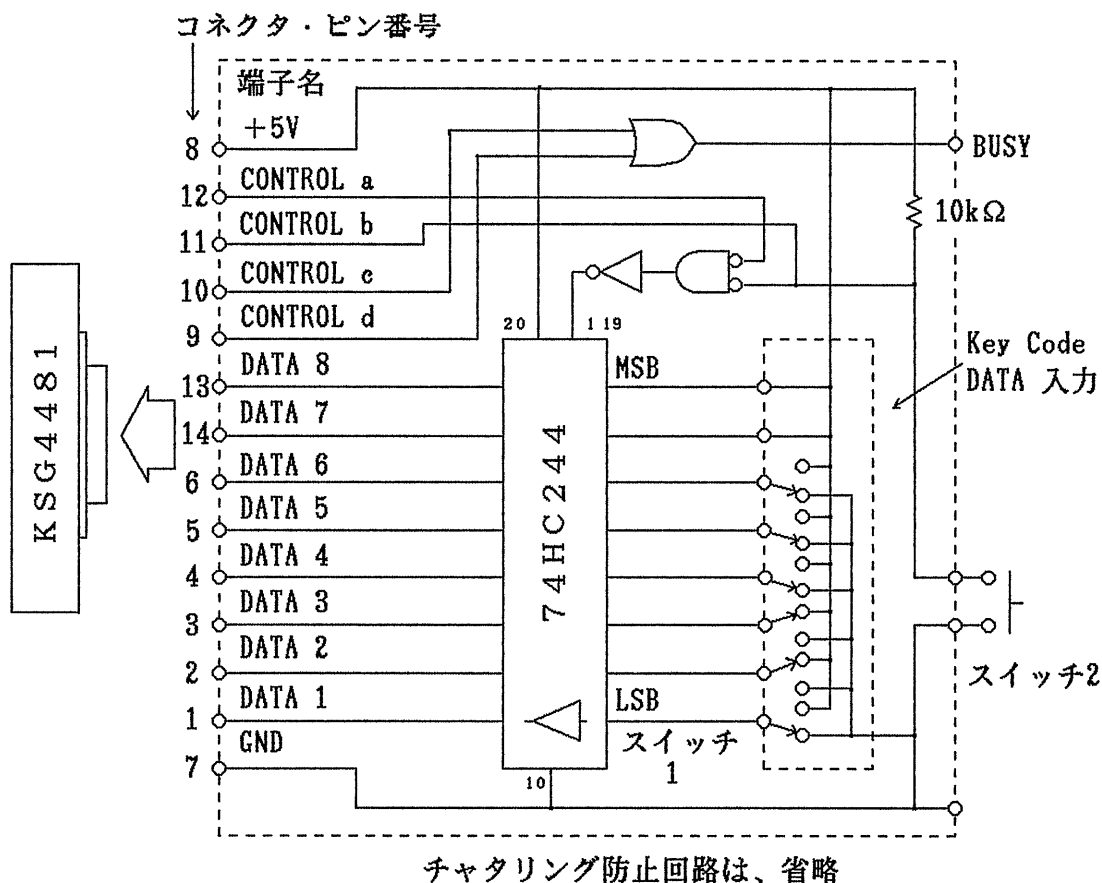 コネクタ・ピン番号
端子名
8 +5V
BUSY
12 CONTROL a
10kΩ
11 CONTROL b
10 CONTROL c
9 CONTROL d
20
1 19
Key Code
DATA 入力
13 DATA 8
MSB
14 DATA 7
6 DATA 6
5 DATA 5
4 DATA 4
3 DATA 3
2 DATA 2
1 DATA 1
LSB
7 GND
10
KSG4481
74HC244
スイッチ
1
スイッチ2
チャタリング防止回路は、省略